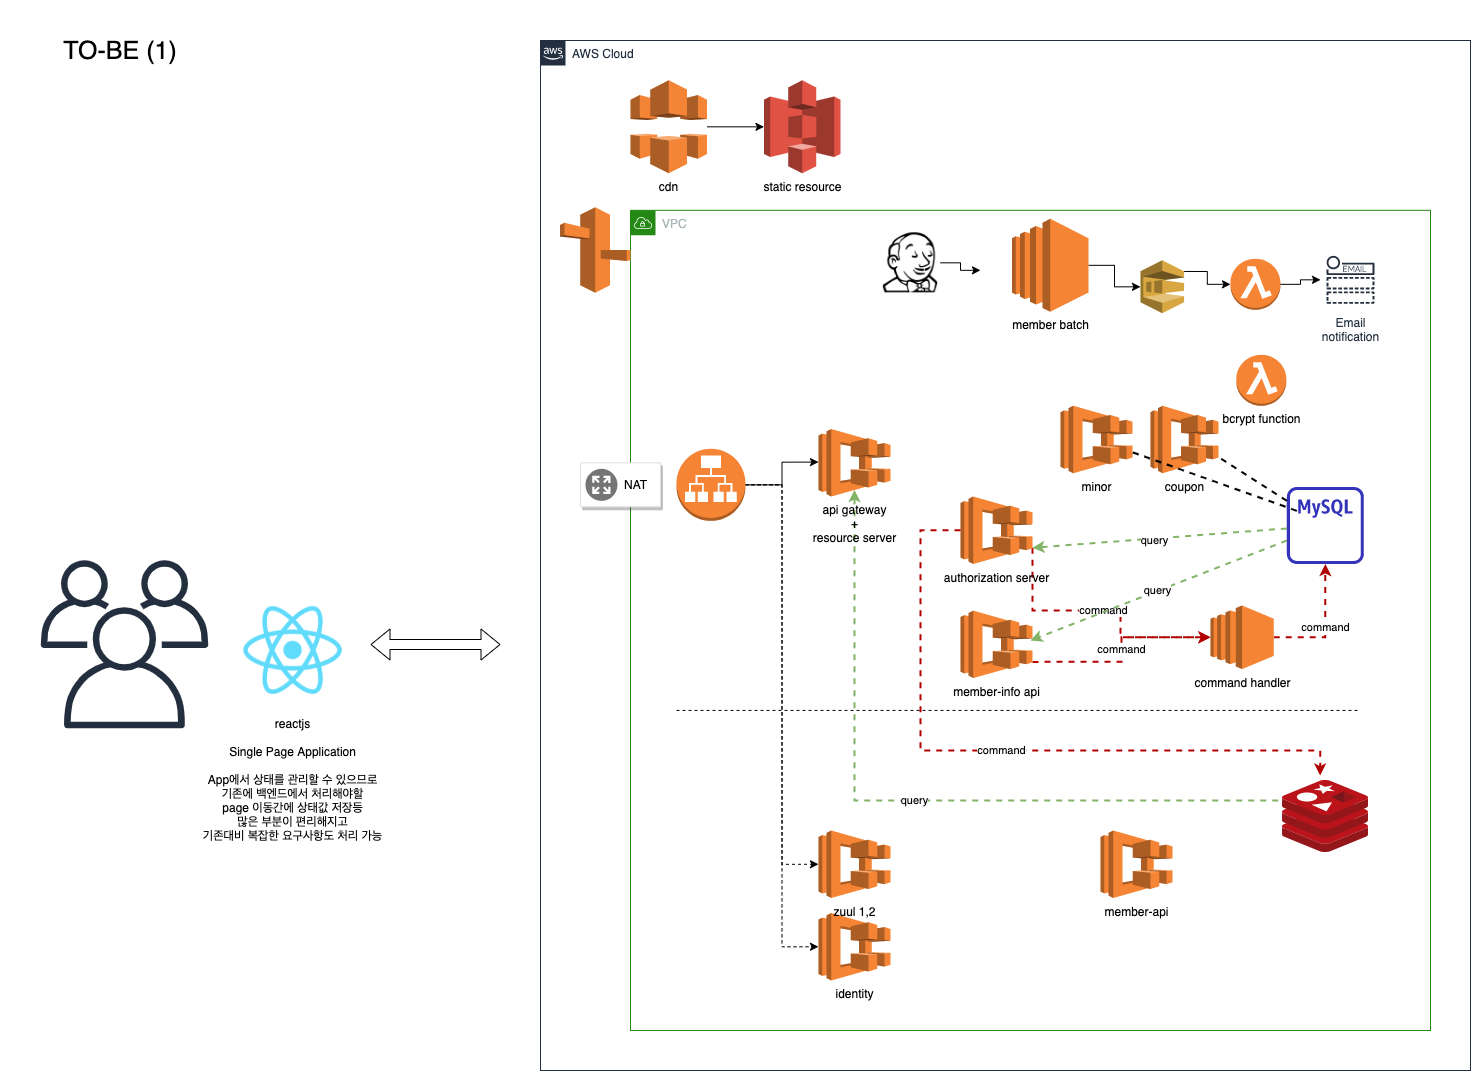 TO-BE (1)
aws
AWS Cloud
cdn
static resource
VPC
member batch
EMAIL
Email
notification
bcrypt function
minor
coupon
NAT
api gateway
+
resource server
MySQL
authorization server
query
query
command
command
command
member-info api
command handler
reactjs
Single Page Application
App에서 상태를 관리할 수 있으므로
기존에 백엔드에서 처리해야할
page 이동간에 상태값 저장등
많은 부분이 편리해지고
기존대비 복잡한 요구사항도 처리 가능
command
query
zuul 1,2
member-api
identity